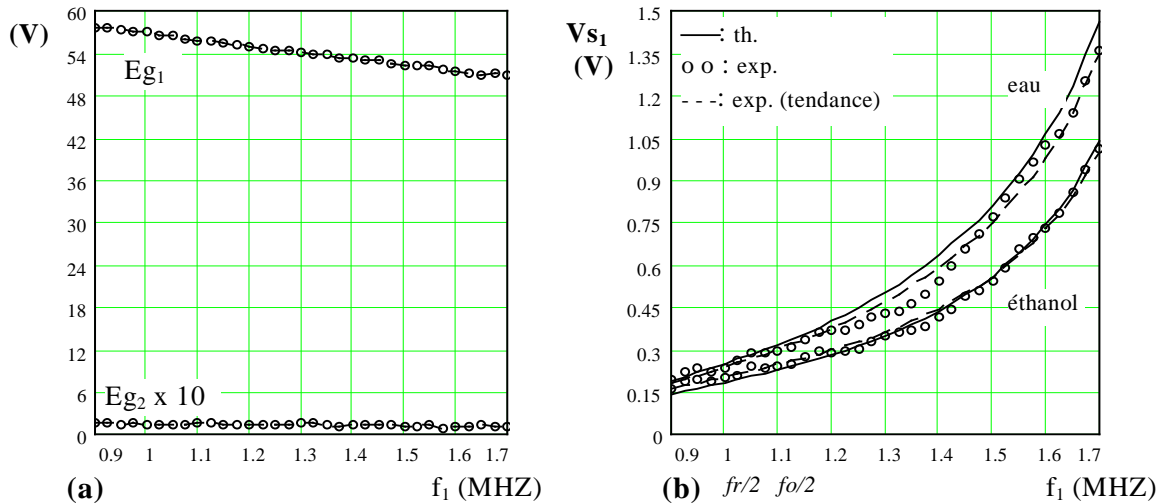 (V)
60
54
48
42
36
30
24
18
12
6
0
Eg1
Eg2 x 10
0.9 1 1.1 1.2 1.3 1.4 1.5 1.6 1.7
(a) f1 (MHZ)
Vs1
(V)
1.5
1.35
1.2
1.05
0.9
0.75
0.6
0.45
0.3
0.15
0
: th.
o o : exp.
- - -: exp. (tendance)
eau
éthanol
0.9 1 1.1 1.2 1.3 1.4 1.5 1.6 1.7
(b) fr/2 fo/2 f1 (MHZ)